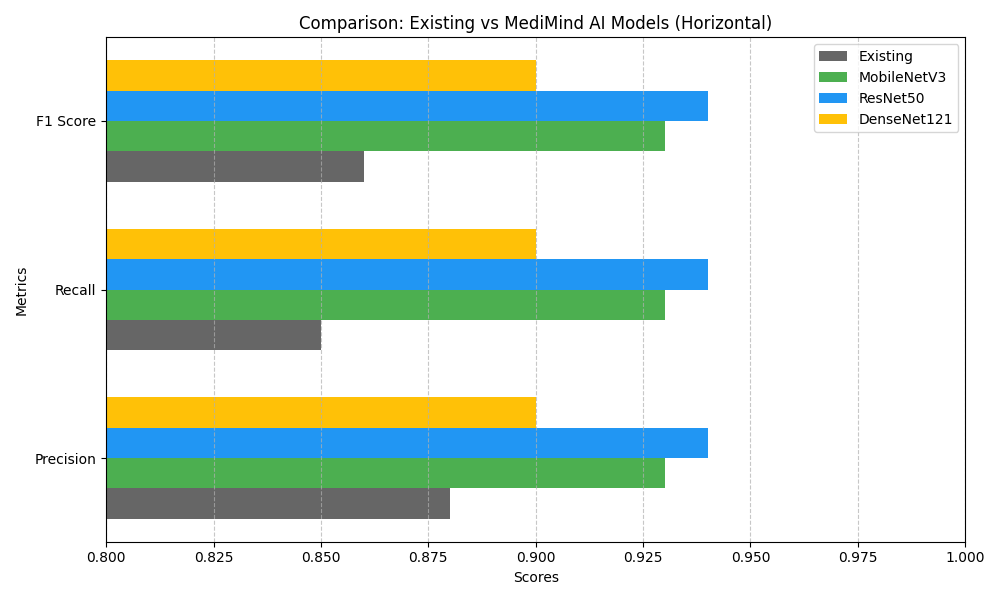 Comparison: Existing vs MediMind AI Models (Horizontal)
Existing
MobileNetV3
ResNet50
DenseNet121
F1 Score
Recall
Precision
Metrics
0.800 0.825 0.850 0.875 0.900 0.925 0.950 0.975 1.000
Scores